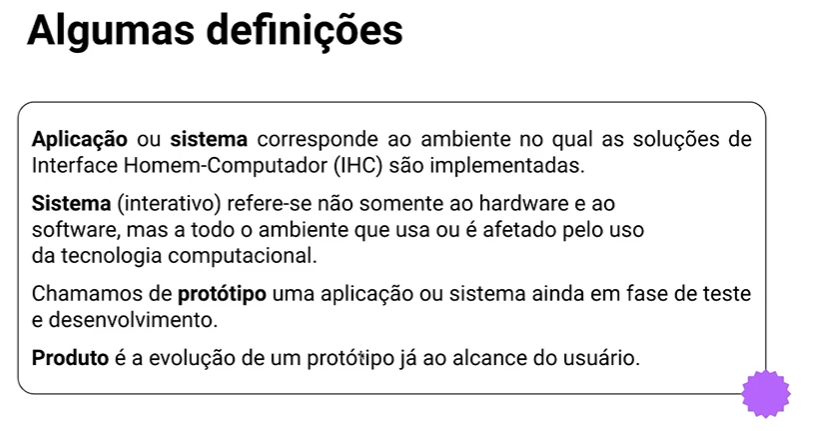 Algumas definições
Aplicação ou sistema corresponde ao ambiente no qual as soluções de
Interface Homem-Computador (IHC) são implementadas.
Sistema (interativo) refere-se não somente ao hardware e ao
software, mas a todo o ambiente que usa ou é afetado pelo uso
da tecnologia computacional.
Chamamos de protótipo uma aplicação ou sistema ainda em fase de teste
e desenvolvimento.
Produto é a evolução de um protótipo já ao alcance do usuário.